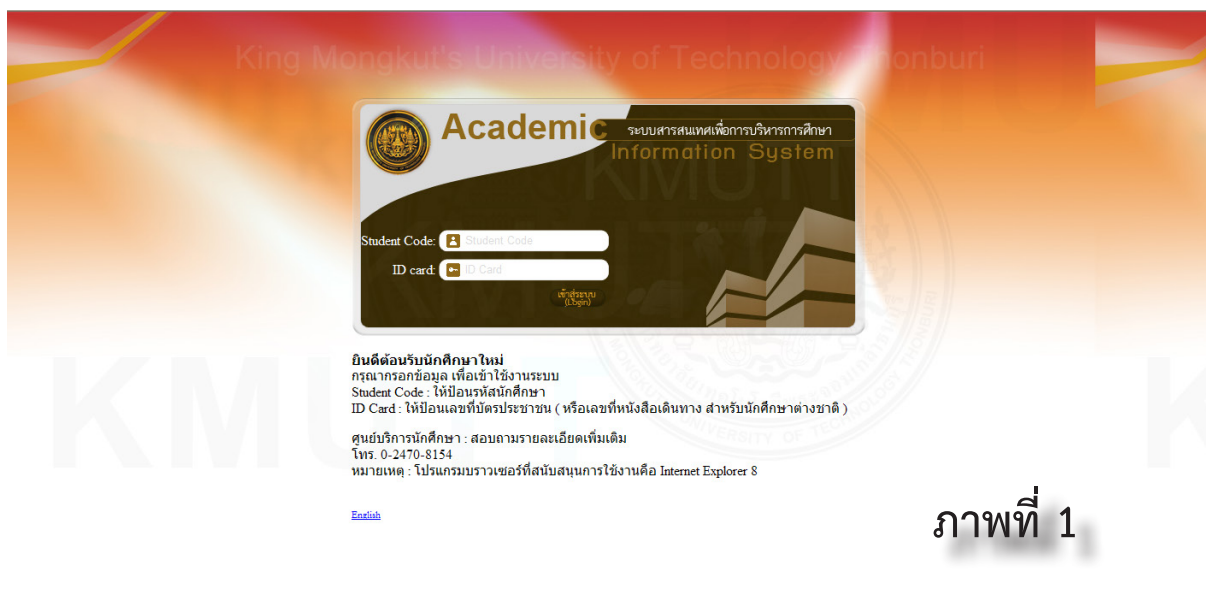 King Mongkut's University of Technology Thonburi
Academic
ระบบสารสนเทศเพื่อการบริหารการศึกษา
Information System
KMUTT
Student Code: Student Code
ID card: ID Card
เข้าสู่ระบบ
(Login)
ยินดีต้อนรับนักศึกษาใหม่
กรุณากรอกข้อมูล เพื่อเข้าใช้งานระบบ
Student Code : ให้ป้อนรหัสนักศึกษา
ID Card : ให้ป้อนเลขที่บัตรประชาชน ( หรือเลขที่หนังสือเดินทาง สำหรับนักศึกษาต่างชาติ )
ศูนย์บริการนักศึกษา : สอบถามรายละเอียดเพิ่มเติม
โทร. 0-2470-8154
หมายเหตุ : โปรแกรมบราวเซอร์ที่สนับสนุนการใช้งานคือ Internet Explorer 8
English
ภาพที่ 1